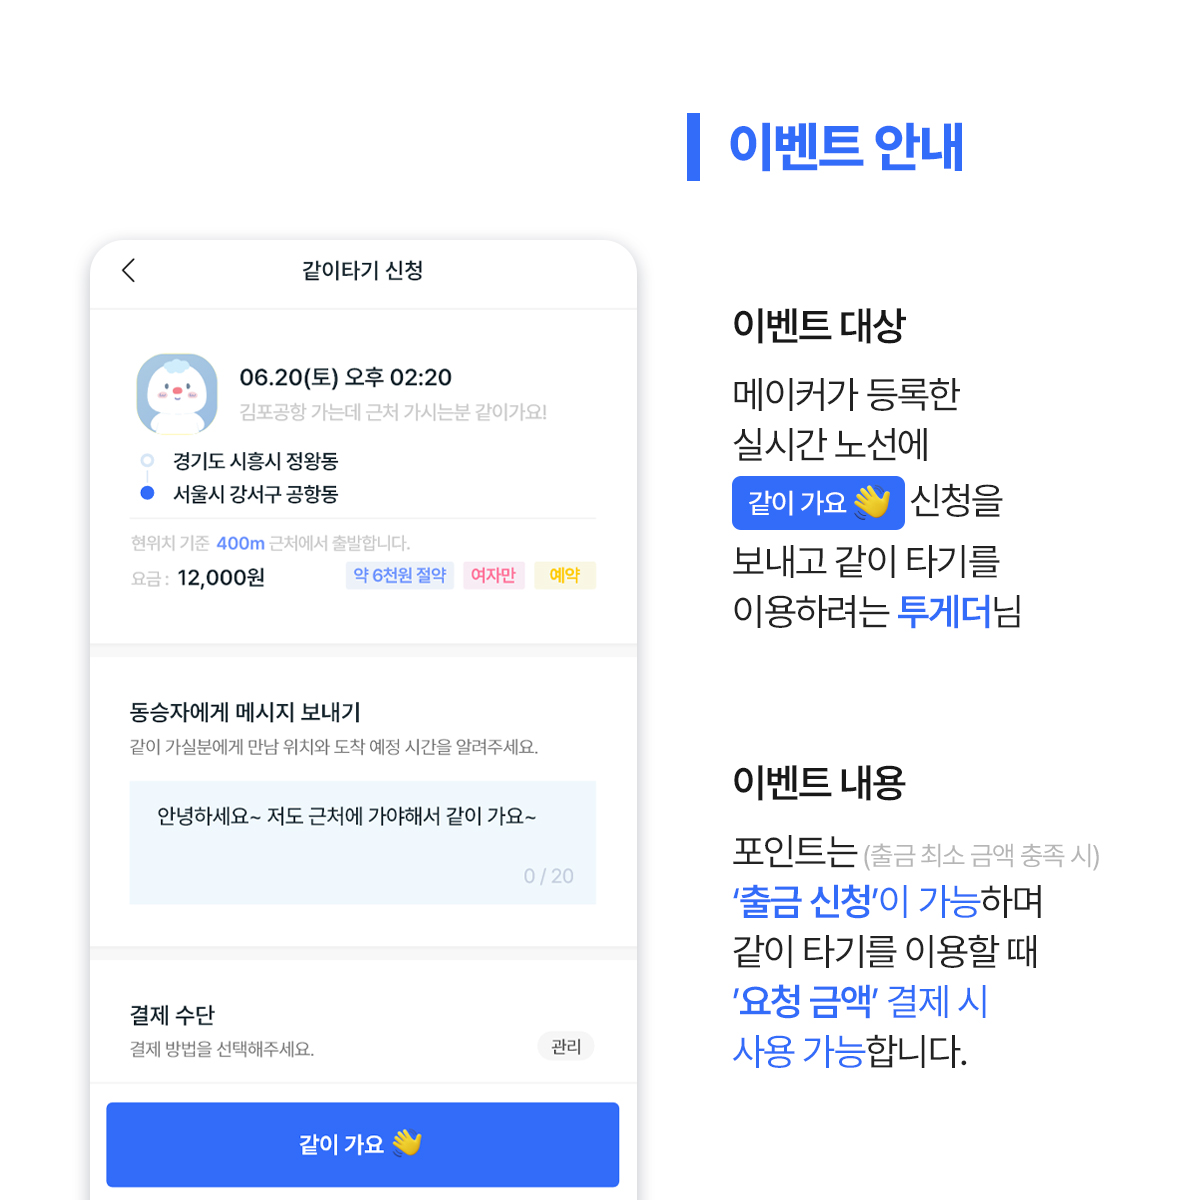 이벤트 안내
같이타기 신청
06.20(토) 오후 02:20
김포공항 가는데 근처 가시는분 같이가요!
경기도 시흥시 정왕동
서울시 강서구 공항동
현위치 기준 400m 근처에서 출발합니다.
요금 : 12,000원 약 6천원 절약 여자만 예약
동승자에게 메시지 보내기
같이 가실분에게 만남 위치와 도착 예정 시간을 알려주세요.
안녕하세요~ 저도 근처에 가야해서 같이 가요~
0 / 20
결제 수단
결제 방법을 선택해주세요.
관리
같이 가요 👋
이벤트 대상
메이커가 등록한
실시간 노선에
같이 가요 👋 신청을
보내고 같이 타기를
이용하려는 투게더님
이벤트 내용
포인트는 (출금 최소 금액 충족 시)
‘출금 신청’이 가능하며
같이 타기를 이용할 때
’요청 금액’ 결제 시
사용 가능합니다.